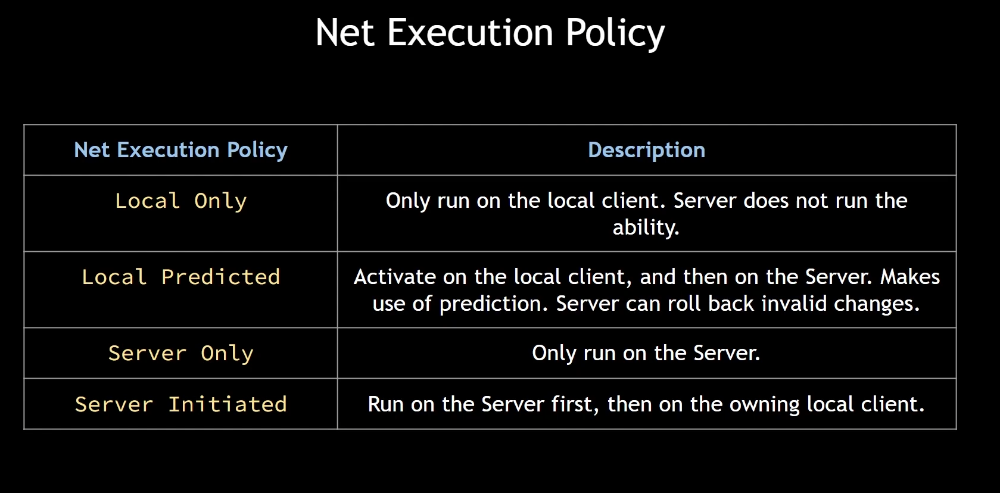 Net Execution Policy
Net Execution Policy
Description
Local Only
Only run on the local client. Server does not run the
ability.
Local Predicted
Activate on the local client, and then on the Server. Makes
use of prediction. Server can roll back invalid changes.
Server Only
Only run on the Server.
Server Initiated
Run on the Server first, then on the owning local client.